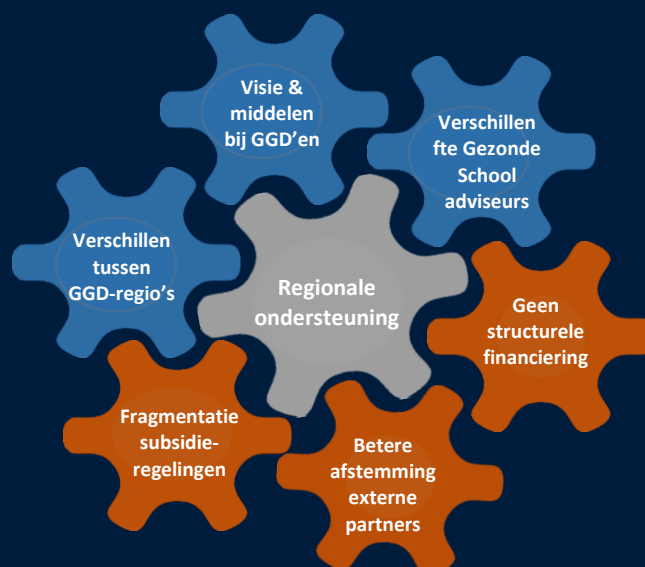 Visie &
middelen
bij GGD'en
Verschillen
fte Gezonde
School
adviseurs
Verschillen
tussen
GGD-regio's
Regionale
ondersteuning
Geen
structurele
financiering
Fragmentatie
subsidie-
regelingen
Betere
afstemming
externe
partners